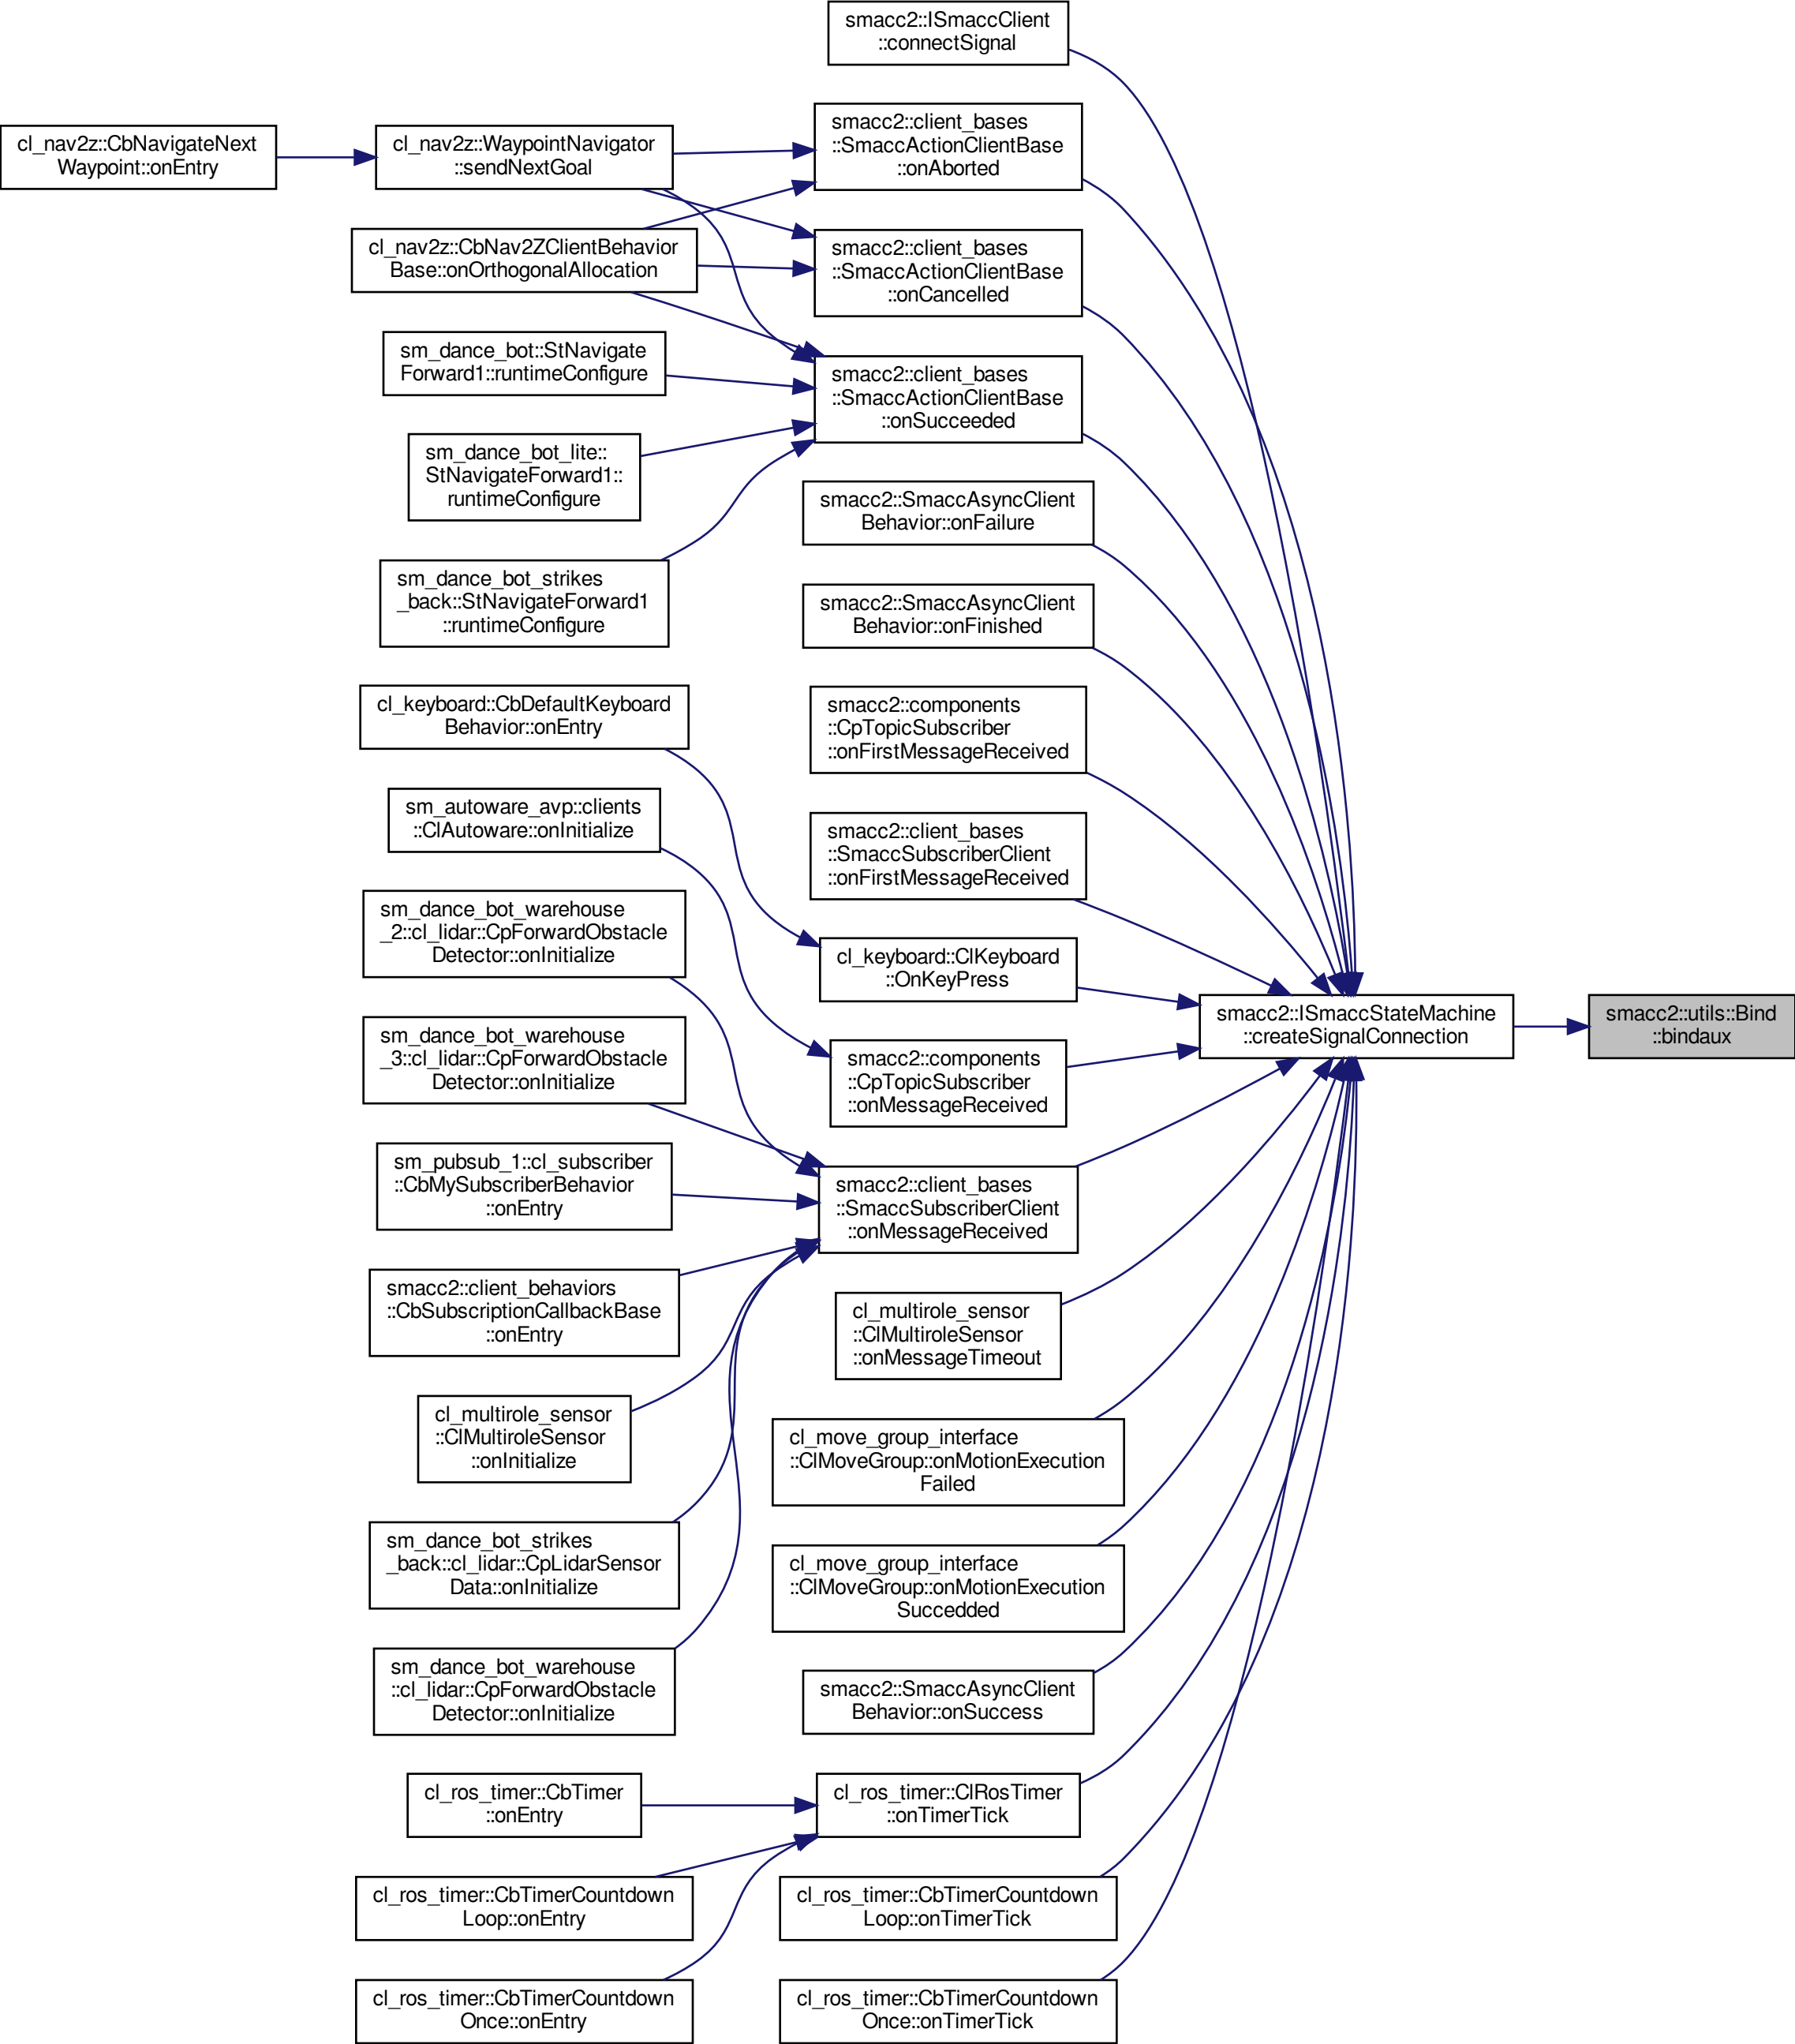 smacc2::ISmaccClient
::connectSignal
smacc2::client_bases
::SmaccActionClientBase
::onAborted
cl_nav2z::CbNavigateNext
Waypoint::onEntry
cl_nav2z::WaypointNavigator
::sendNextGoal
cl_nav2z::CbNav2ZClientBehavior
Base::onOrthogonalAllocation
smacc2::client_bases
::SmaccActionClientBase
::onCancelled
sm_dance_bot::StNavigate
Forward1::runtimeConfigure
smacc2::client_bases
::SmaccActionClientBase
::onSucceeded
sm_dance_bot_lite::
StNavigateForward1::
runtimeConfigure
smacc2::SmaccAsyncClient
Behavior::onFailure
sm_dance_bot_strikes
_back::StNavigateForward1
::runtimeConfigure
smacc2::SmaccAsyncClient
Behavior::onFinished
cl_keyboard::CbDefaultKeyboard
Behavior::onEntry
smacc2::components
::CpTopicSubscriber
::onFirstMessageReceived
sm_autoware_avp::clients
::ClAutoware::onInitialize
smacc2::client_bases
::SmaccSubscriberClient
::onFirstMessageReceived
sm_dance_bot_warehouse
_2::cl_lidar::CpForwardObstacle
Detector::onInitialize
cl_keyboard::ClKeyboard
::OnKeyPress
smacc2::ISmaccStateMachine
::createSignalConnection
smacc2::utils::Bind
::bindaux
sm_dance_bot_warehouse
_3::cl_lidar::CpForwardObstacle
Detector::onInitialize
smacc2::components
::CpTopicSubscriber
::onMessageReceived
sm_pubsub_1::cl_subscriber
::CbMySubscriberBehavior
::onEntry
smacc2::client_bases
::SmaccSubscriberClient
::onMessageReceived
smacc2::client_behaviors
::CbSubscriptionCallbackBase
::onEntry
cl_multirole_sensor
::ClMultiroleSensor
::onMessageTimeout
cl_multirole_sensor
::ClMultiroleSensor
::onInitialize
cl_move_group_interface
::ClMoveGroup::onMotionExecution
Failed
sm_dance_bot_strikes
_back::cl_lidar::CpLidarSensor
Data::onInitialize
cl_move_group_interface
::ClMoveGroup::onMotionExecution
Succedded
sm_dance_bot_warehouse
::cl_lidar::CpForwardObstacle
Detector::onInitialize
smacc2::SmaccAsyncClient
Behavior::onSuccess
cl_ros_timer::CbTimer
::onEntry
cl_ros_timer::ClRosTimer
::onTimerTick
cl_ros_timer::CbTimerCountdown
Loop::onEntry
cl_ros_timer::CbTimerCountdown
Loop::onTimerTick
cl_ros_timer::CbTimerCountdown
Once::onEntry
cl_ros_timer::CbTimerCountdown
Once::onTimerTick